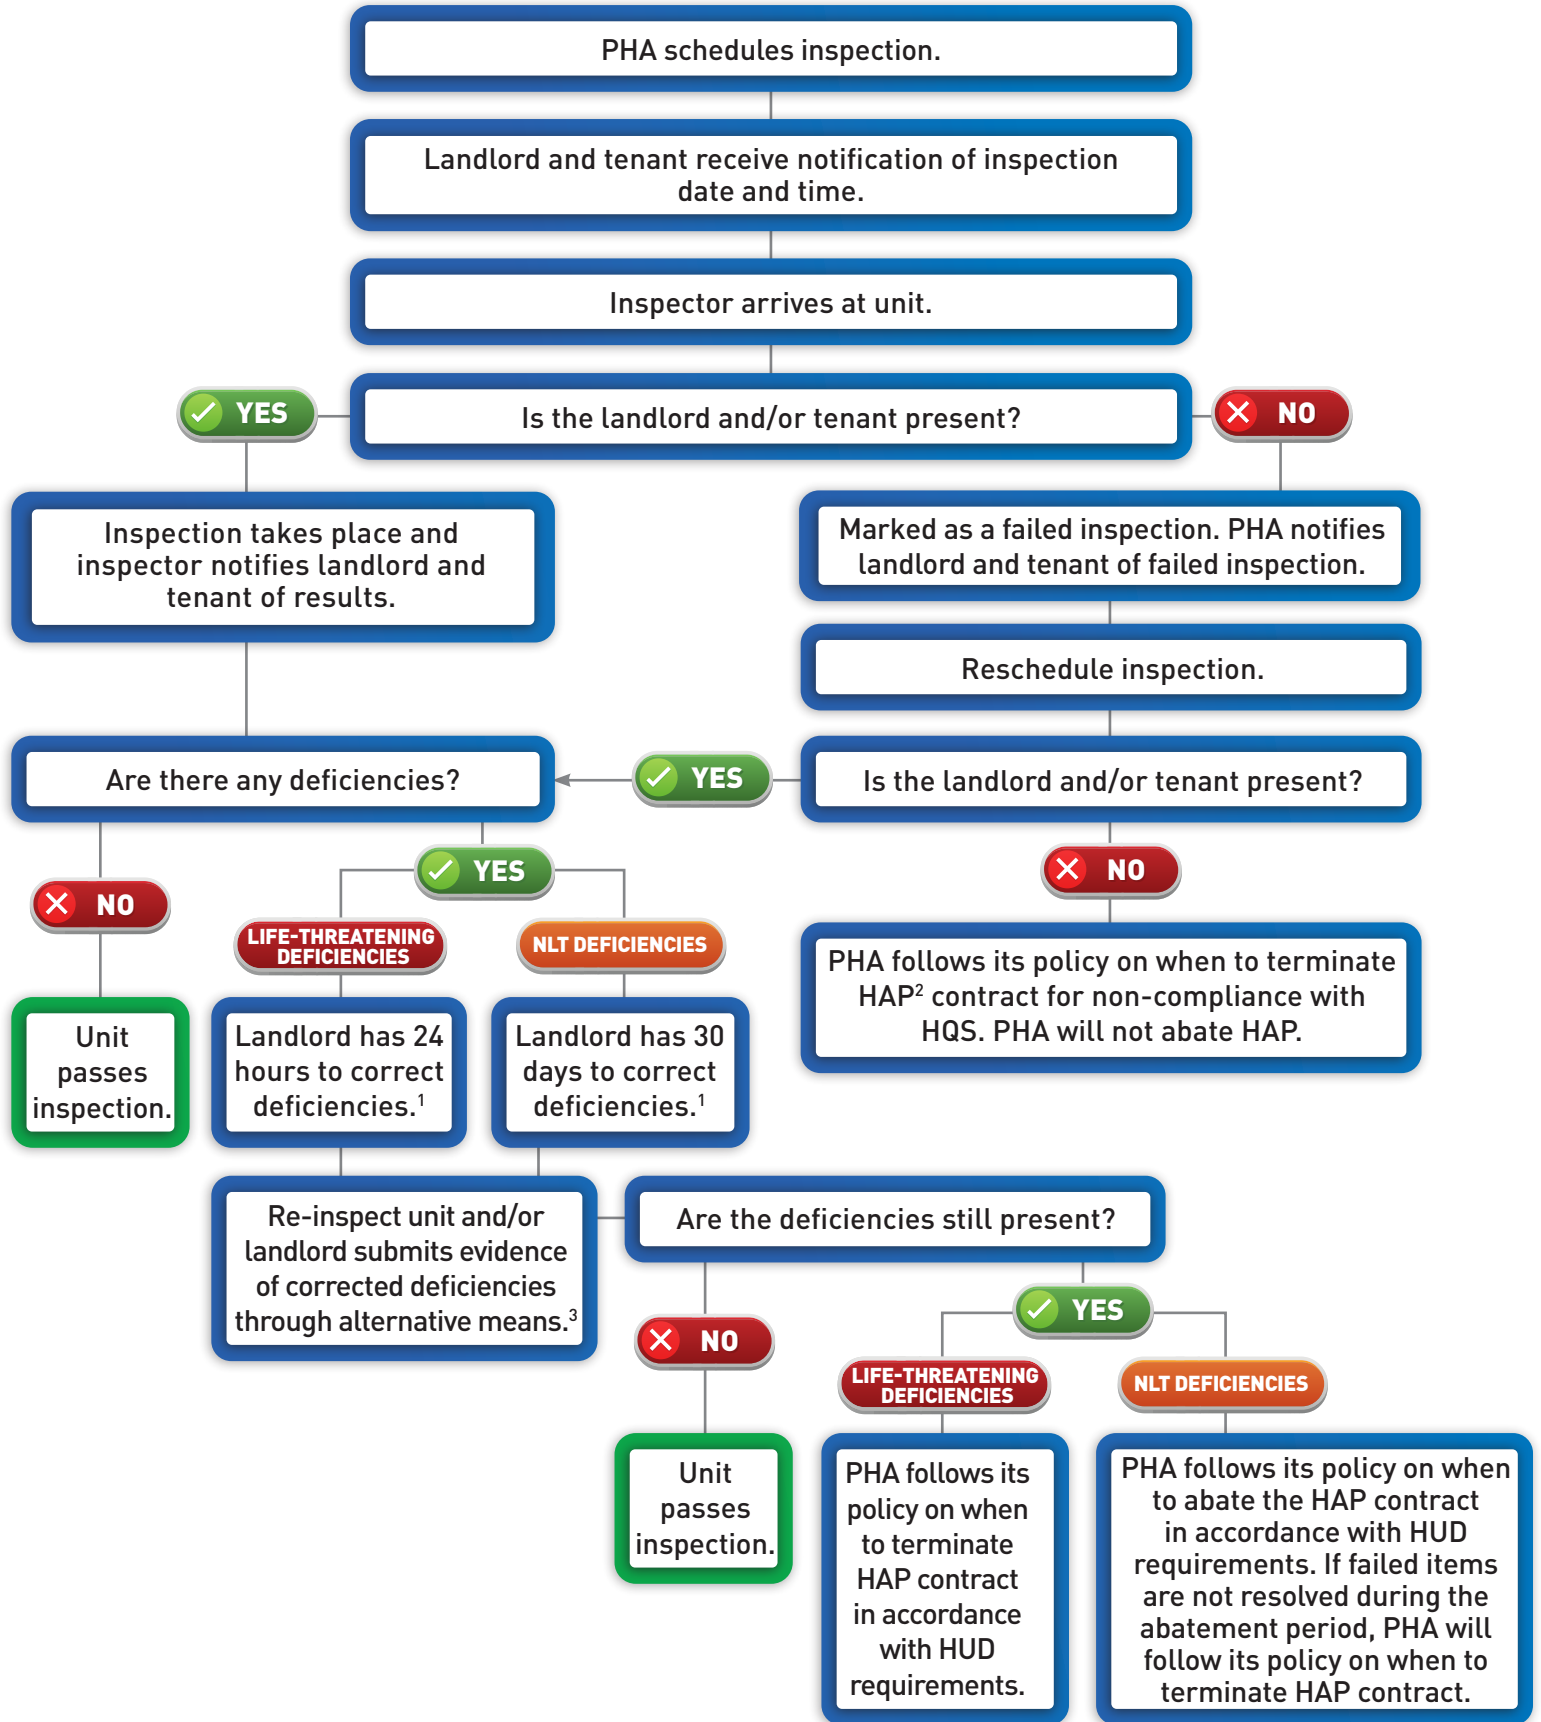 PHA schedules inspection.
Landlord and tenant receive notification of inspection
date and time.
Inspector arrives at unit.
YES
Is the landlord and/or tenant present?
NO
Inspection takes place and
inspector notifies landlord and
tenant of results.
Marked as a failed inspection. PHA notifies
landlord and tenant of failed inspection.
Reschedule inspection.
Are there any deficiencies?
YES
Is the landlord and/or tenant present?
NO
YES
NO
LIFE-THREATENING
DEFICIENCIES
NLT DEFICIENCIES
PHA follows its policy on when to terminate
HAP² contract for non-compliance with
HQS. PHA will not abate HAP.
Unit
passes
inspection.
Landlord has 24
hours to correct
deficiencies.¹
Landlord has 30
days to correct
deficiencies.¹
Re-inspect unit and/or
landlord submits evidence
of corrected deficiencies
through alternative means.³
Are the deficiencies still present?
NO
YES
LIFE-THREATENING
DEFICIENCIES
NLT DEFICIENCIES
Unit
passes
inspection.
PHA follows its
policy on when
to terminate
HAP contract
in accordance
with HUD
requirements.
PHA follows its policy on when
to abate the HAP contract
in accordance with HUD
requirements. If failed items
are not resolved during the
abatement period, PHA will
follow its policy on when to
terminate HAP contract.